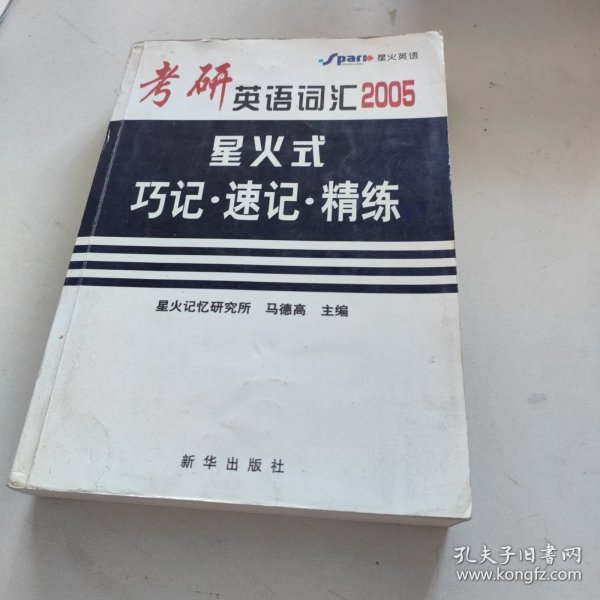 Spark 星火英语
考研 英语词汇2005
星火式
巧记·速记·精练
星火记忆研究所 马德高 主编
新华出版社
孔夫子旧书网
www.kongfz.com